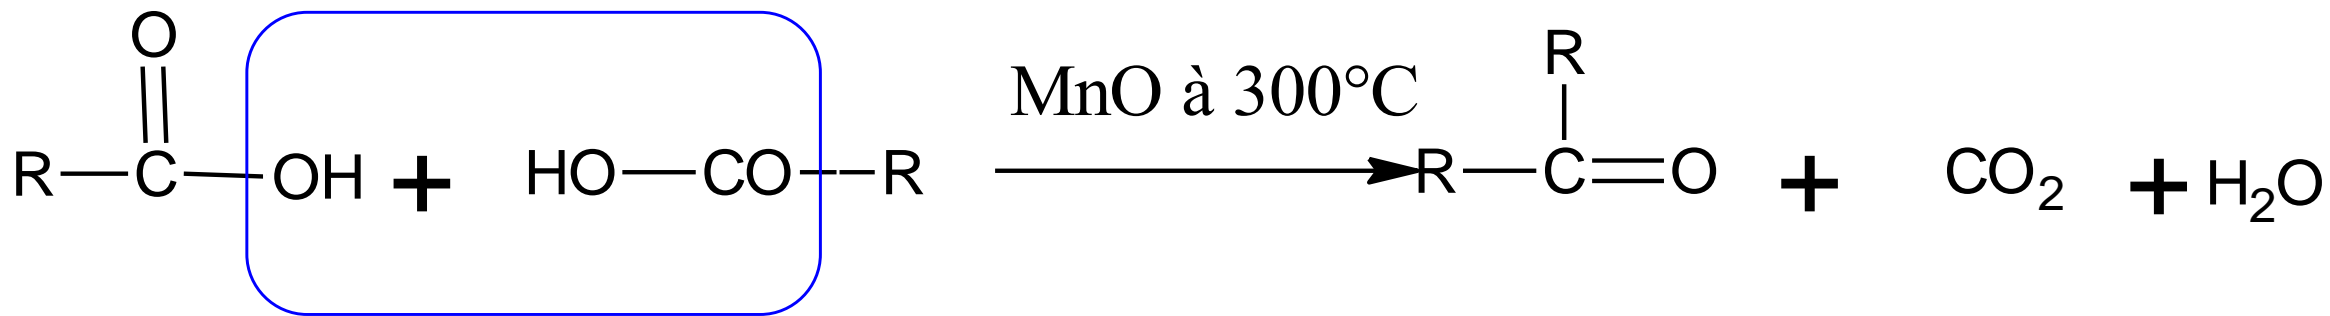 O
R
MnO à 300°C
R C OH + HO CO R R C O + CO2 + H2O